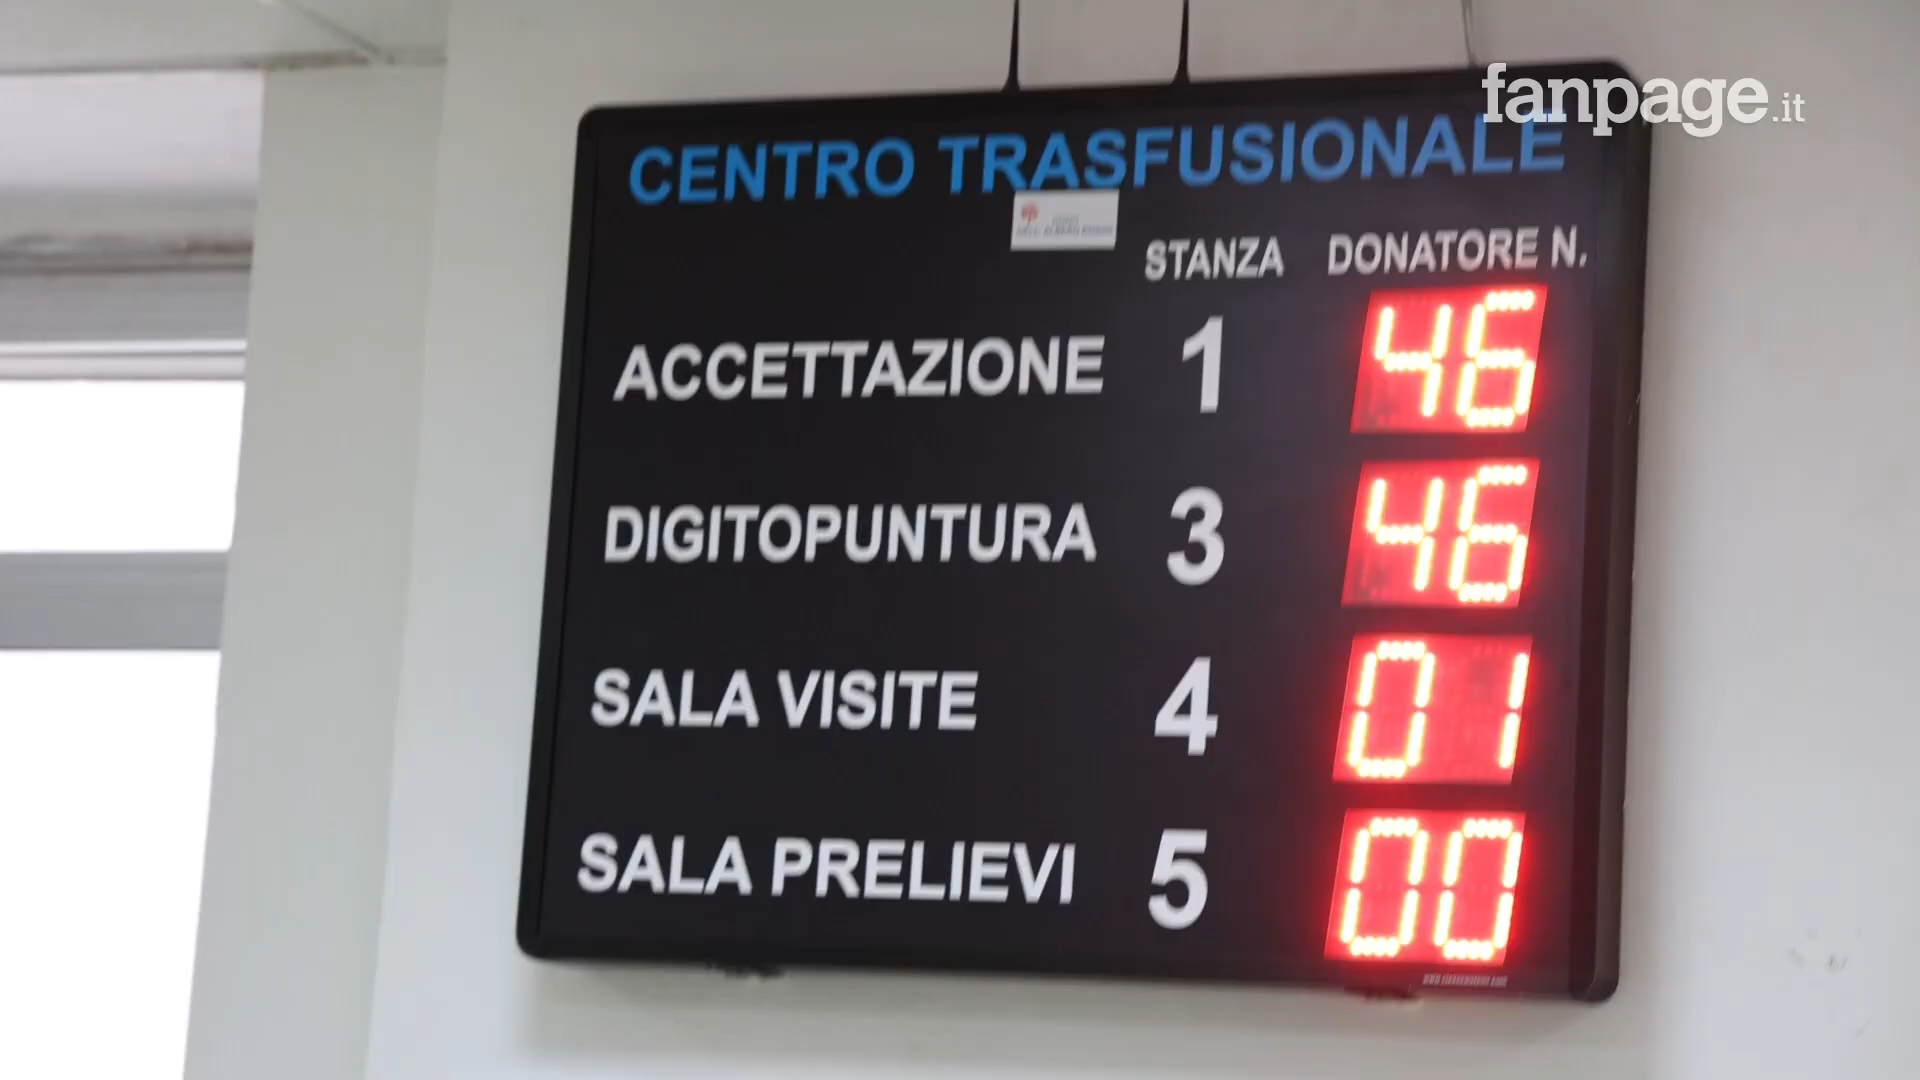 fanpage.it
CENTRO TRASFUSIONALE
STANZA DONATORE N.
ACCETTAZIONE 1 46
DIGITOPUNTURA 3 46
SALA VISITE 4 01
SALA PRELIEVI 5 00